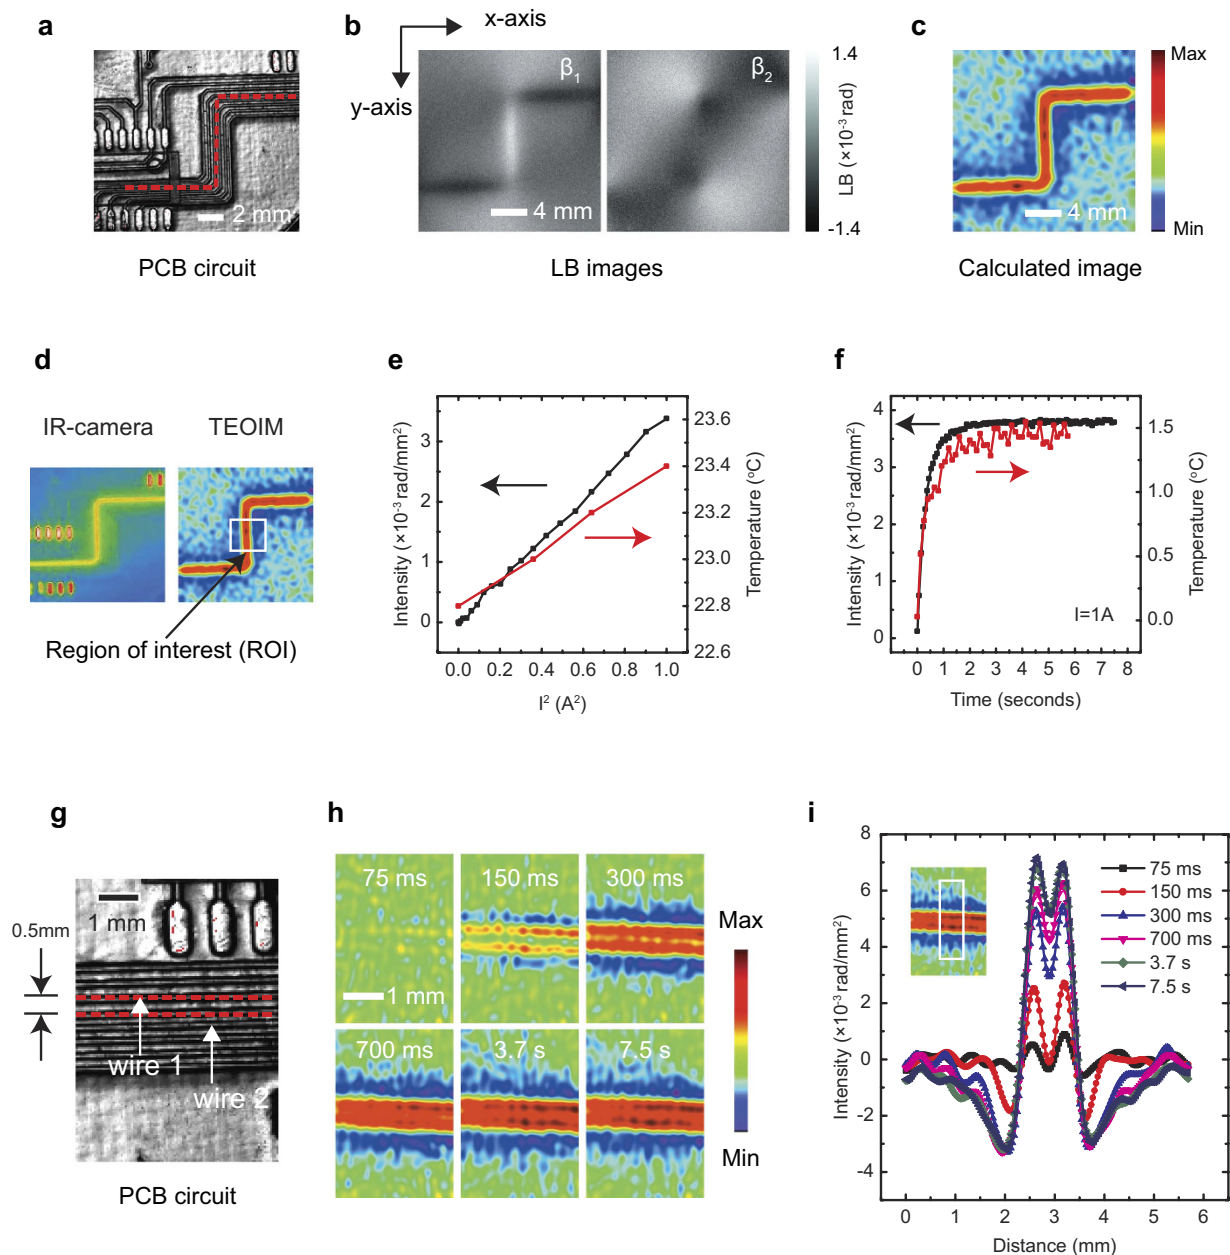 a
2 mm
PCB circuit
b
x-axis
y-axis
β1
β2
4 mm
1.4
LB (×10⁻³ rad)
-1.4
LB images
c
4 mm
Max
Min
Calculated image
d
IR-camera
TEOIM
Region of interest (ROI)
e
Intensity (×10⁻³ rad/mm²)
3
2
1
0
23.6
23.4
23.2
23.0
22.8
22.6
Temperature (°C)
0.0 0.2 0.4 0.6 0.8 1.0
I² (A²)
f
Intensity (×10⁻³ rad/mm²)
4
3
2
1
0
1.5
1.0
0.5
0.0
Temperature (°C)
I=1A
0 1 2 3 4 5 6 7 8
Time (seconds)
g
1 mm
0.5mm
wire 1
wire 2
PCB circuit
h
75 ms
150 ms
300 ms
1 mm
700 ms
3.7 s
7.5 s
Max
Min
i
Intensity (×10⁻³ rad/mm²)
8
6
4
2
0
-2
-4
75 ms
150 ms
300 ms
700 ms
3.7 s
7.5 s
0 1 2 3 4 5 6
Distance (mm)